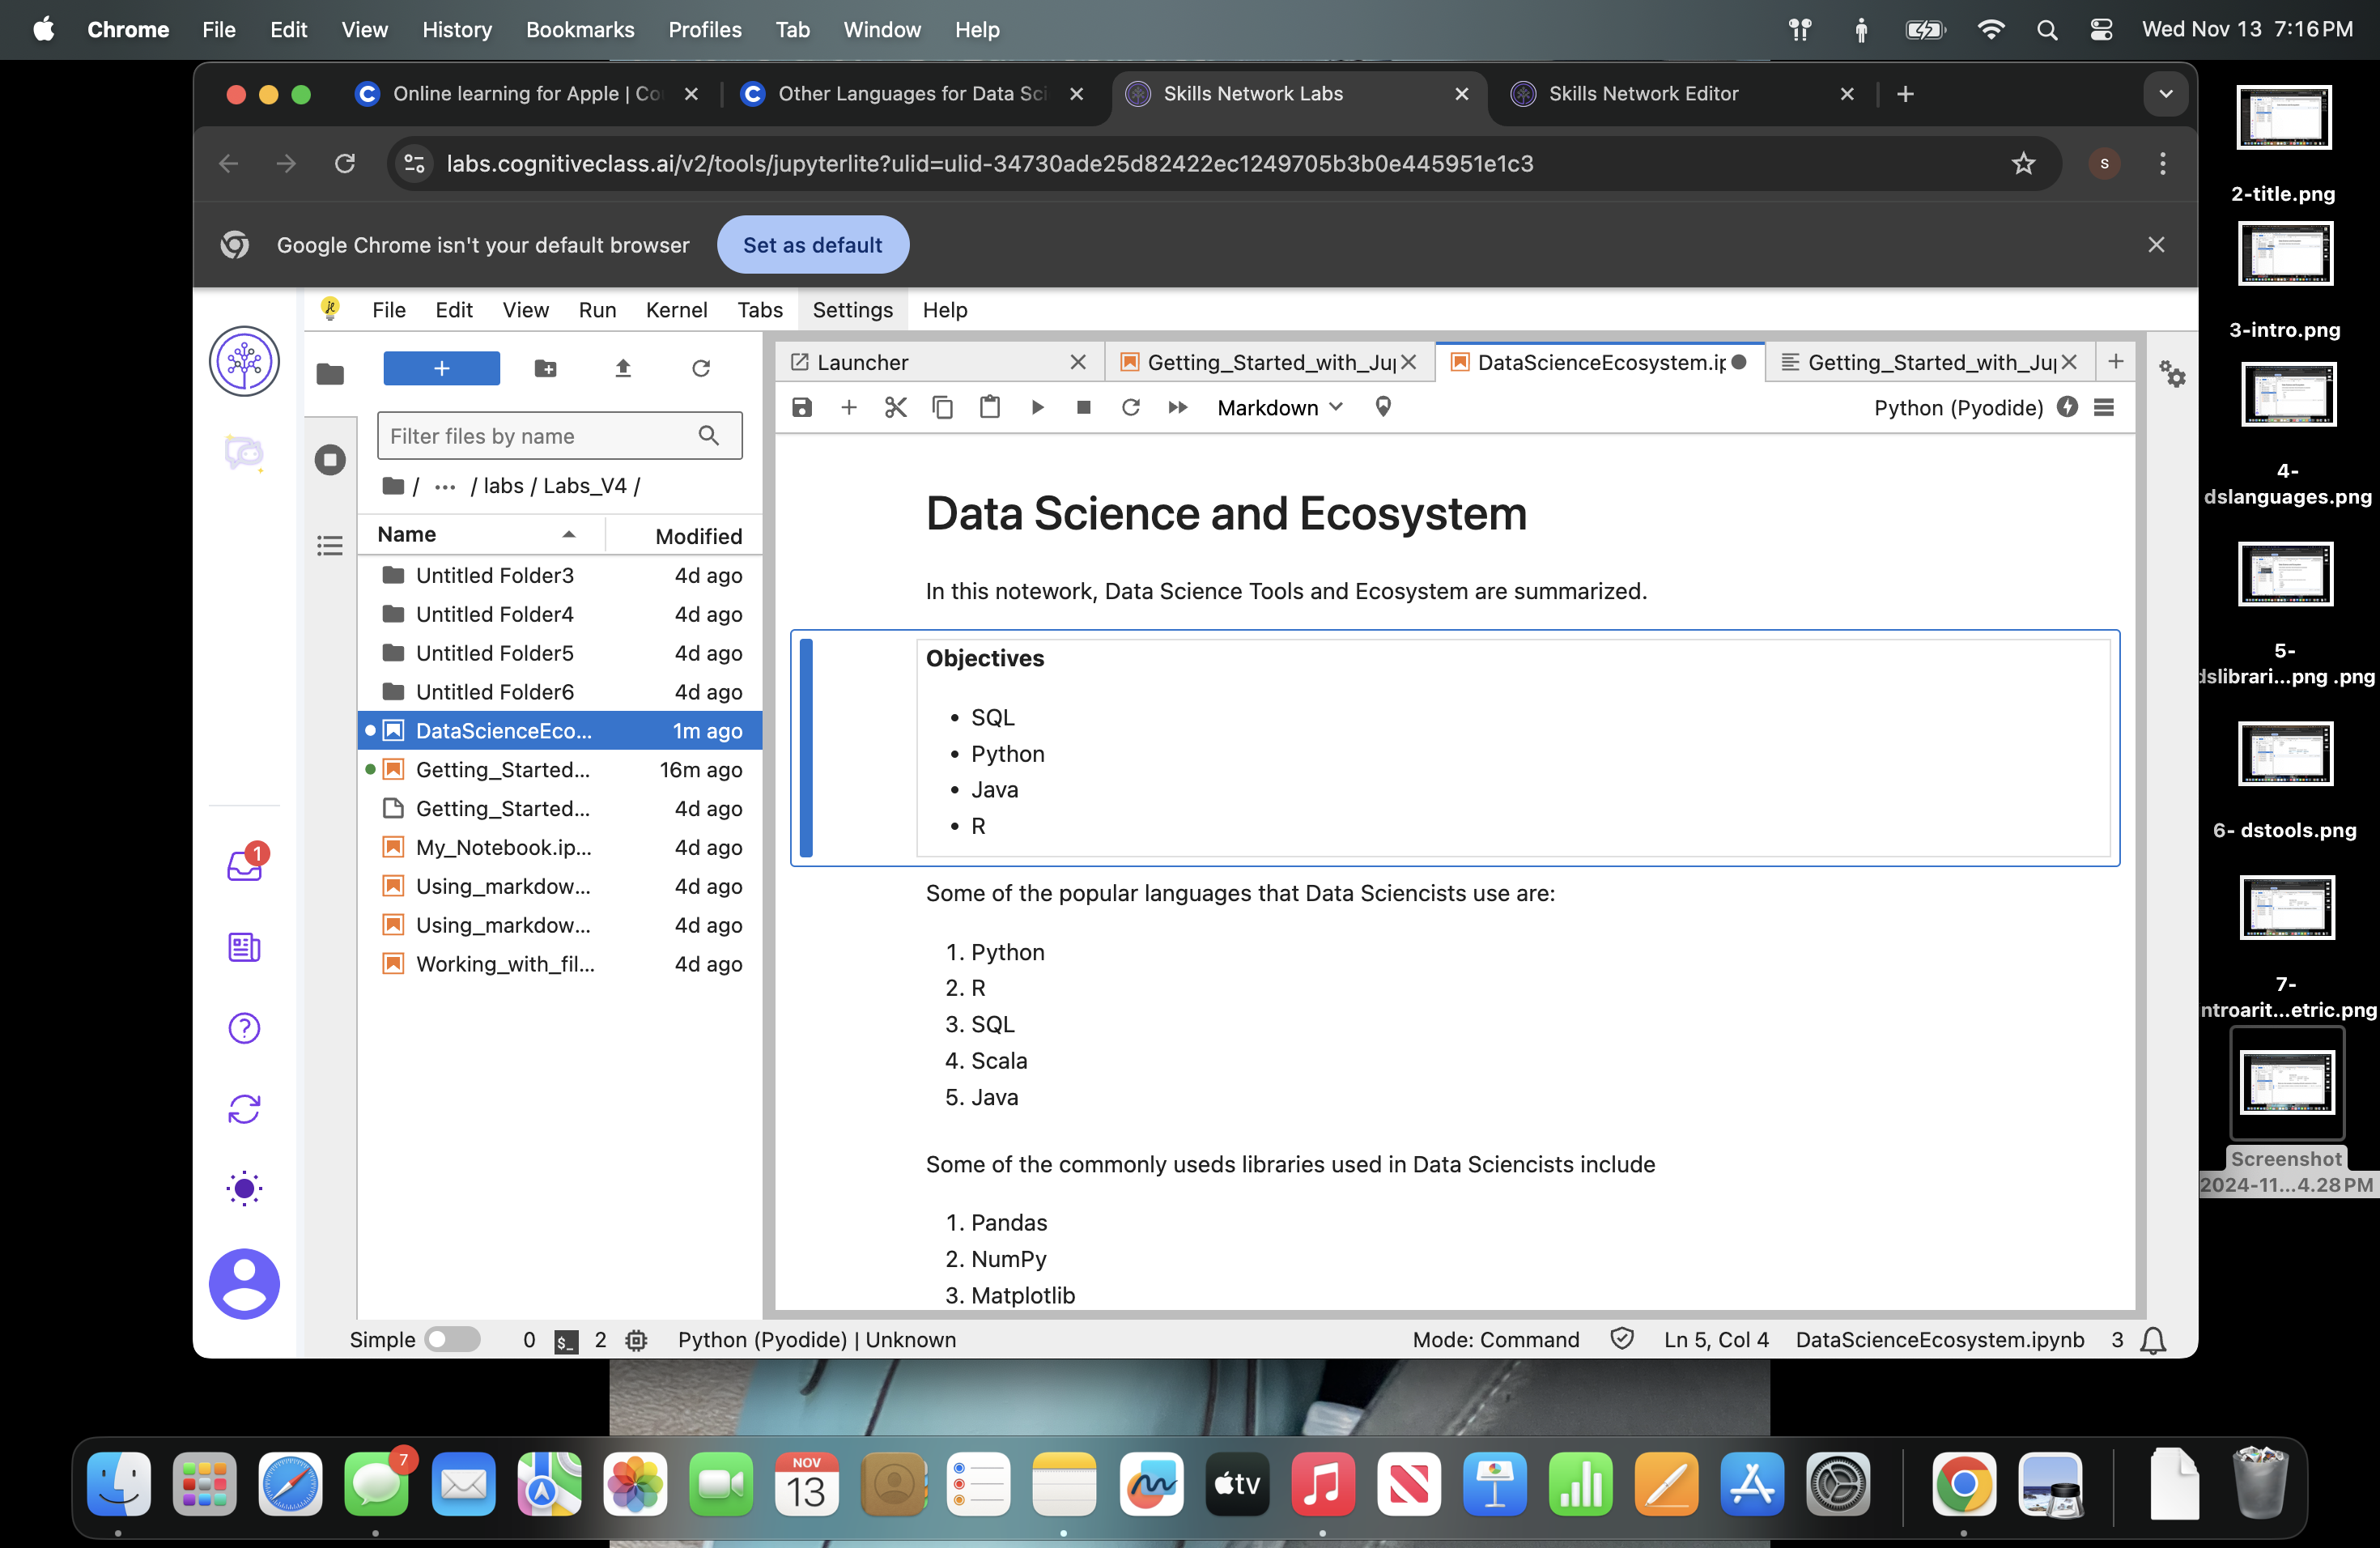 Chrome File Edit View History Bookmarks Profiles Tab Window Help Wed Nov 13 7:16 PM
Online learning for Apple | Co Other Languages for Data Sci Skills Network Labs Skills Network Editor
labs.cognitiveclass.ai/v2/tools/jupyterlite?ulid=ulid-34730ade25d82422ec1249705b3b0e445951e1c3 s
Google Chrome isn't your default browser Set as default
File Edit View Run Kernel Tabs Settings Help
Launcher Getting_Started_with_Jup DataScienceEcosystem.ip Getting_Started_with_Jup
Markdown Python (Pyodide)
Filter files by name
/ ... / labs / Labs_V4 /
Name Modified
Untitled Folder3 4d ago
Untitled Folder4 4d ago
Untitled Folder5 4d ago
Untitled Folder6 4d ago
DataScienceEco... 1m ago
Getting_Started... 16m ago
Getting_Started... 4d ago
My_Notebook.ip... 4d ago
Using_markdow... 4d ago
Using_markdow... 4d ago
Working_with_fil... 4d ago
1
Data Science and Ecosystem
In this notework, Data Science Tools and Ecosystem are summarized.
Objectives
• SQL
• Python
• Java
• R
Some of the popular languages that Data Sciencists use are:
1. Python
2. R
3. SQL
4. Scala
5. Java
Some of the commonly useds libraries used in Data Sciencists include
1. Pandas
2. NumPy
3. Matplotlib
Simple 0 $_ 2 Python (Pyodide) | Unknown Mode: Command Ln 5, Col 4 DataScienceEcosystem.ipynb 3
2-title.png
3-intro.png
4-
dslanguages.png
5-
dslibrari...png .png
6- dstools.png
7-
ntroarit...etric.png
Screenshot
2024-11...4.28 PM
7
NOV
13
tv